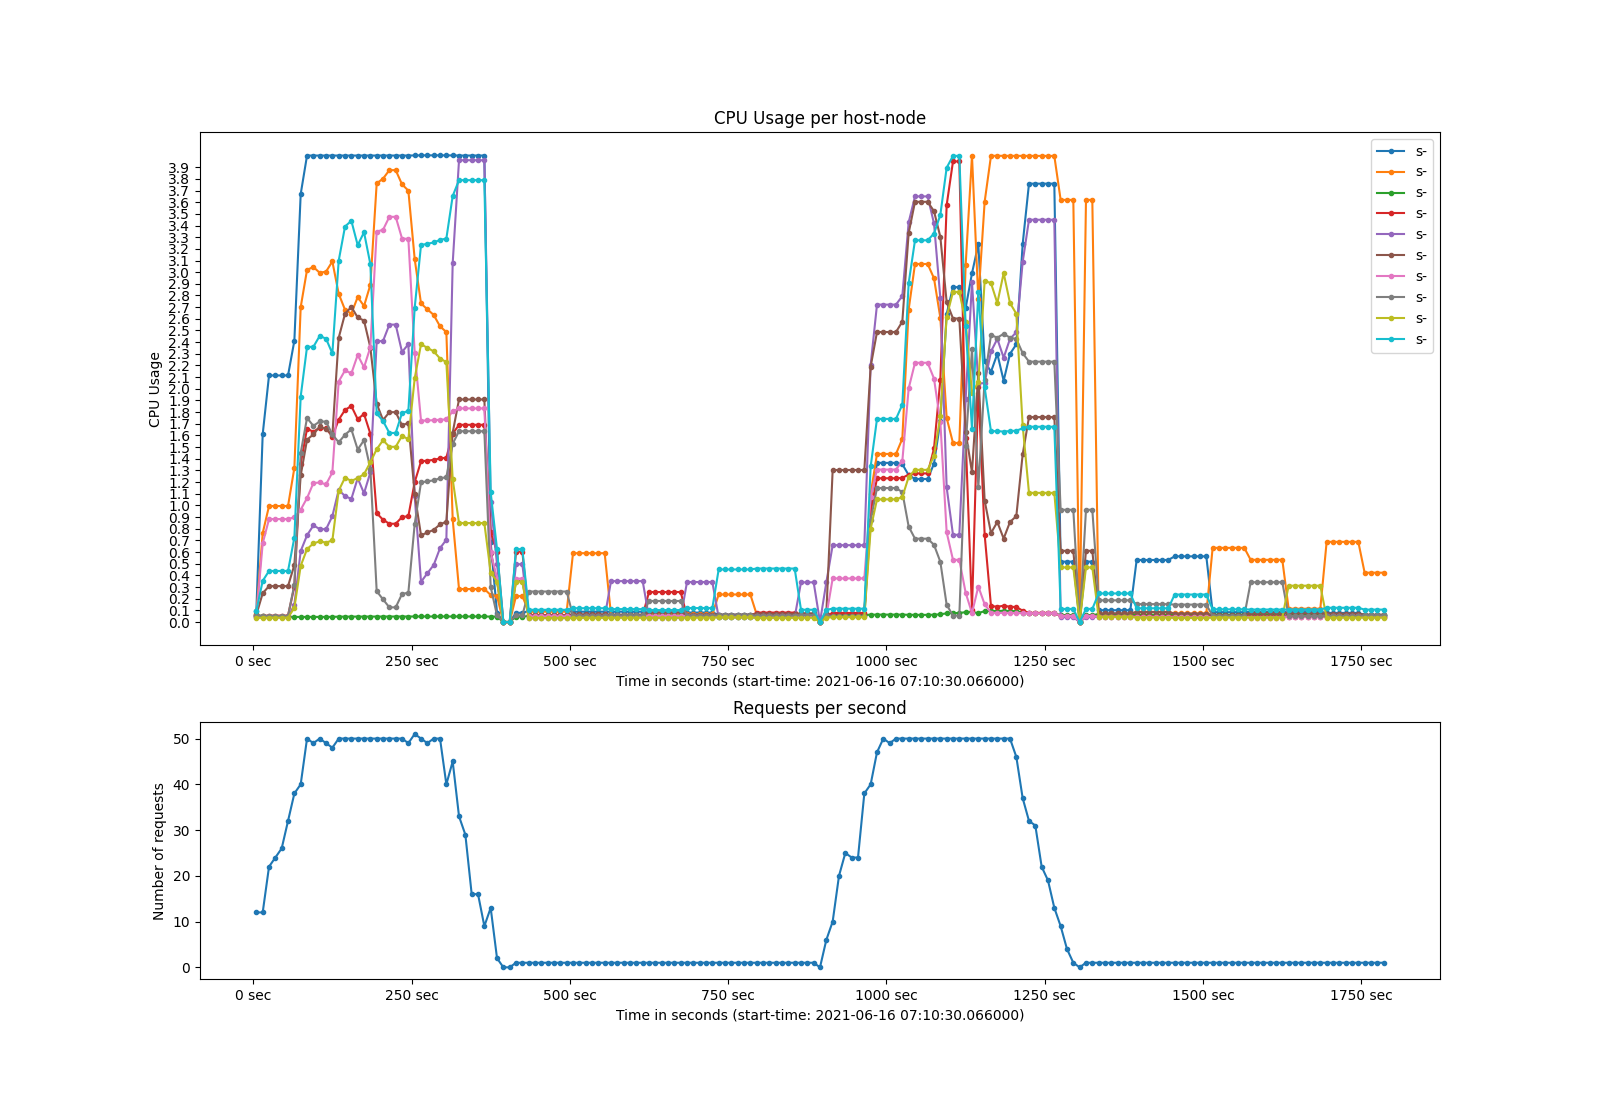 CPU Usage per host-node
CPU Usage
3.9
3.8
3.7
3.6
3.5
3.4
3.3
3.2
3.1
3.0
2.9
2.8
2.7
2.6
2.5
2.4
2.3
2.2
2.1
2.0
1.9
1.8
1.7
1.6
1.5
1.4
1.3
1.2
1.1
1.0
0.9
0.8
0.7
0.6
0.5
0.4
0.3
0.2
0.1
0.0
s-
s-
s-
s-
s-
s-
s-
s-
s-
s-
0 sec 250 sec 500 sec 750 sec 1000 sec 1250 sec 1500 sec 1750 sec
Time in seconds (start-time: 2021-06-16 07:10:30.066000)
Requests per second
Number of requests
50
40
30
20
10
0
0 sec 250 sec 500 sec 750 sec 1000 sec 1250 sec 1500 sec 1750 sec
Time in seconds (start-time: 2021-06-16 07:10:30.066000)